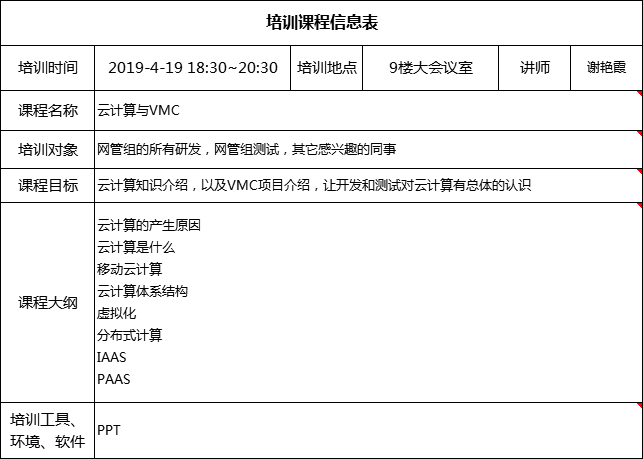 培训课程信息表
培训时间 2019-4-19 18:30~20:30 培训地点 9楼大会议室 讲师 谢艳霞
课程名称 云计算与VMC
培训对象 网管组的所有研发，网管组测试，其它感兴趣的同事
课程目标 云计算知识介绍，以及VMC项目介绍，让开发和测试对云计算有总体的认识
课程大纲
云计算的产生原因
云计算是什么
移动云计算
云计算体系结构
虚拟化
分布式计算
IAAS
PAAS
培训工具、
环境、软件
PPT